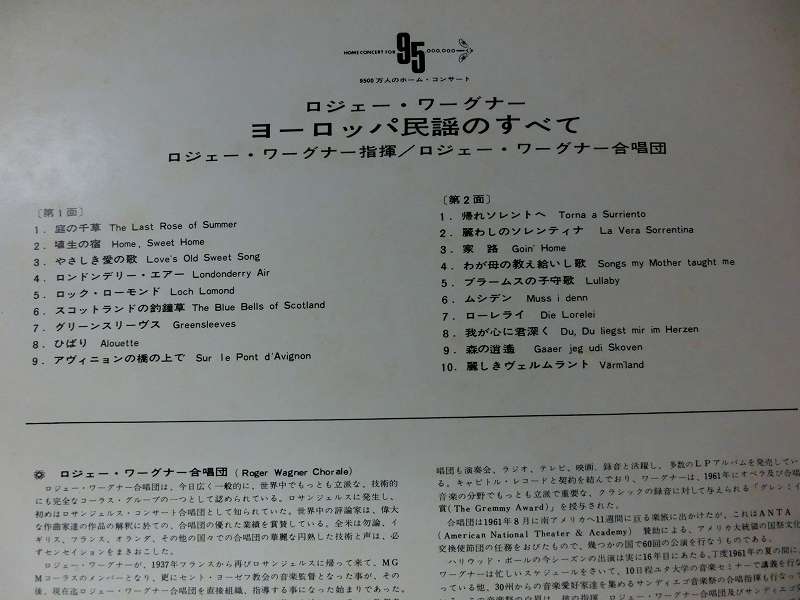 HOME CONCERT FOR 95,000,000
9500万人のホーム・コンサート
ロジェー・ワーグナー
ヨーロッパ民謡のすべて
ロジェー・ワーグナー指揮/ロジェー・ワーグナー合唱団
〔第1面〕
1. 庭の千草 The Last Rose of Summer
2. 埴生の宿 Home, Sweet Home
3. やさしき愛の歌 Love's Old Sweet Song
4. ロンドンデリー・エアー Londonderry Air
5. ロック・ローモンド Loch Lomond
6. スコットランドの釣鐘草 The Blue Bells of Scotland
7. グリーンスリーヴス Greensleeves
8. ひばり Alouette
9. アヴィニョンの橋の上で Sur le Pont d'Avignon
〔第2面〕
1. 帰れソレントへ Torna a Surriento
2. 麗わしのソレンティナ La Vera Sorrentina
3. 家路 Goin' Home
4. わが母の教え給いし歌 Songs my Mother taught me
5. ブラームスの子守歌 Lullaby
6. ムシデン Muss i denn
7. ローレライ Die Lorelei
8. 我が心に君深く Du, Du liegst mir im Herzen
9. 森の逍遙 Gaaer jeg udi Skoven
10. 麗しきヴェルムラント Värm'land
ロジェー・ワーグナー合唱団 (Roger Wagner Chorale)
ロジェー・ワーグナー合唱団は、今日広く一般的に、世界中でもっとも立派な、技術的
にも完全なコーラス・グループの一つとして認められている。ロサンジェルスに発生し、
初めはロサンジェルス・コンサート合唱団として知られていた。世界中の評論家は、偉大
な作曲家達の作品の解釈に於ての、合唱団の優れた業績を賞賛している。全米は勿論、イ
ギリス、フランス、オランダ、その他の国々での合唱団の華麗な円熟した技術と声は、必
ずセンセイションをまきおこした。
ロジェー・ワーグナーが、1937年フランスから再びロサンジェルスに帰って来て、MG
Mコーラスのメンバーとなり、更にセント・ヨーゼフ教会の音楽監督となった事が、その
後、現在迄ロジェー・ワーグナー合唱団を直接組織、指導する事になった始まりであった。
唱団も演奏会、ラジオ、テレビ、映画、録音と活躍し、多数のLPアルバムを発売してい
る。キャピトル・レコードと契約を結んでおり、ワーグナーは、1961年にオペラ及び合唱
音楽の分野でもっとも立派で重要な、クラシックの録音に対して与えられる「グレンミイ
賞(The Gremmy Award)」を授与された。
合唱団は1961年8月に南アメリカへ11週間に亘る楽旅に出かけたが、これはANTA
(American National Theater & Academy) 賛助による、アメリカ大統領の国際文化
交換使節団の任務をおびたもので、幾つかの国で60回の公演を行なうものである。
ハリウッド・ボールの今シーズンの出演は実に16年目にあたる。丁度1961年の夏の間に、
ワーグナーは忙しいスケジュールをさいて、10日程ユタ大学の音楽セミナーで講義を行な
っている他、30州からの音楽愛好家達を集めるサンディエゴ音楽祭の合唱指揮も行なって